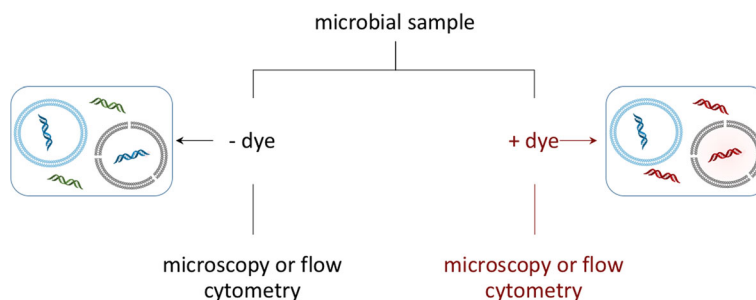 microbial sample
- dye
+ dye
microscopy or flow
cytometry
microscopy or flow
cytometry